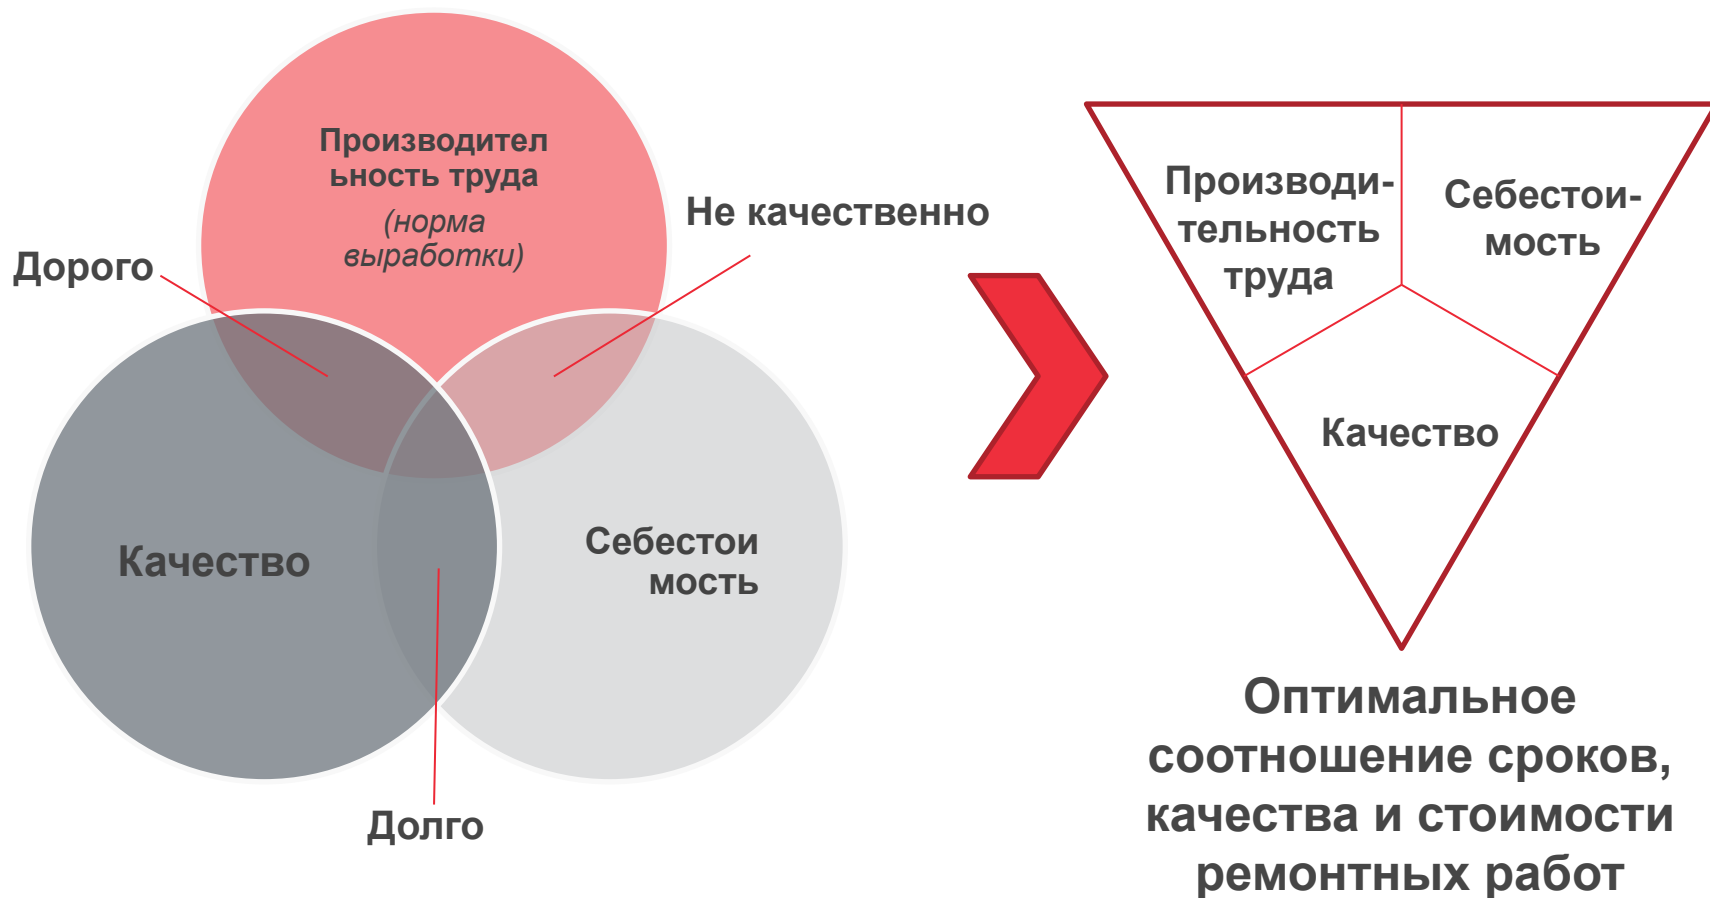 Производител
ьность труда
(норма
выработки)
Не качественно
Дорого
Качество
Себестои
мость
Долго
Производи-
тельность
труда
Себестои-
мость
Качество
Оптимальное
соотношение сроков,
качества и стоимости
ремонтных работ